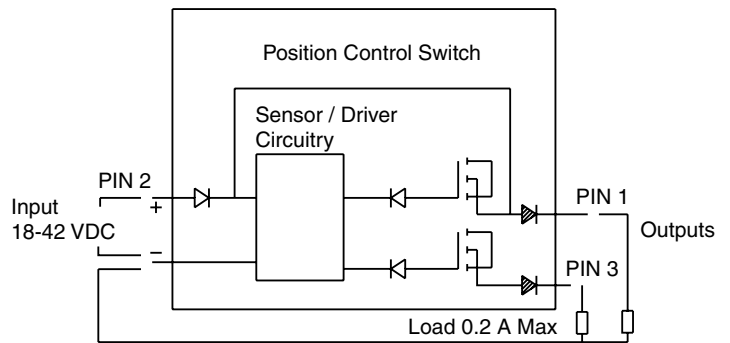 Position Control Switch
Sensor / Driver
Circuitry
PIN 2
+
Input
18-42 VDC
–
PIN 1
Outputs
PIN 3
Load 0.2 A Max